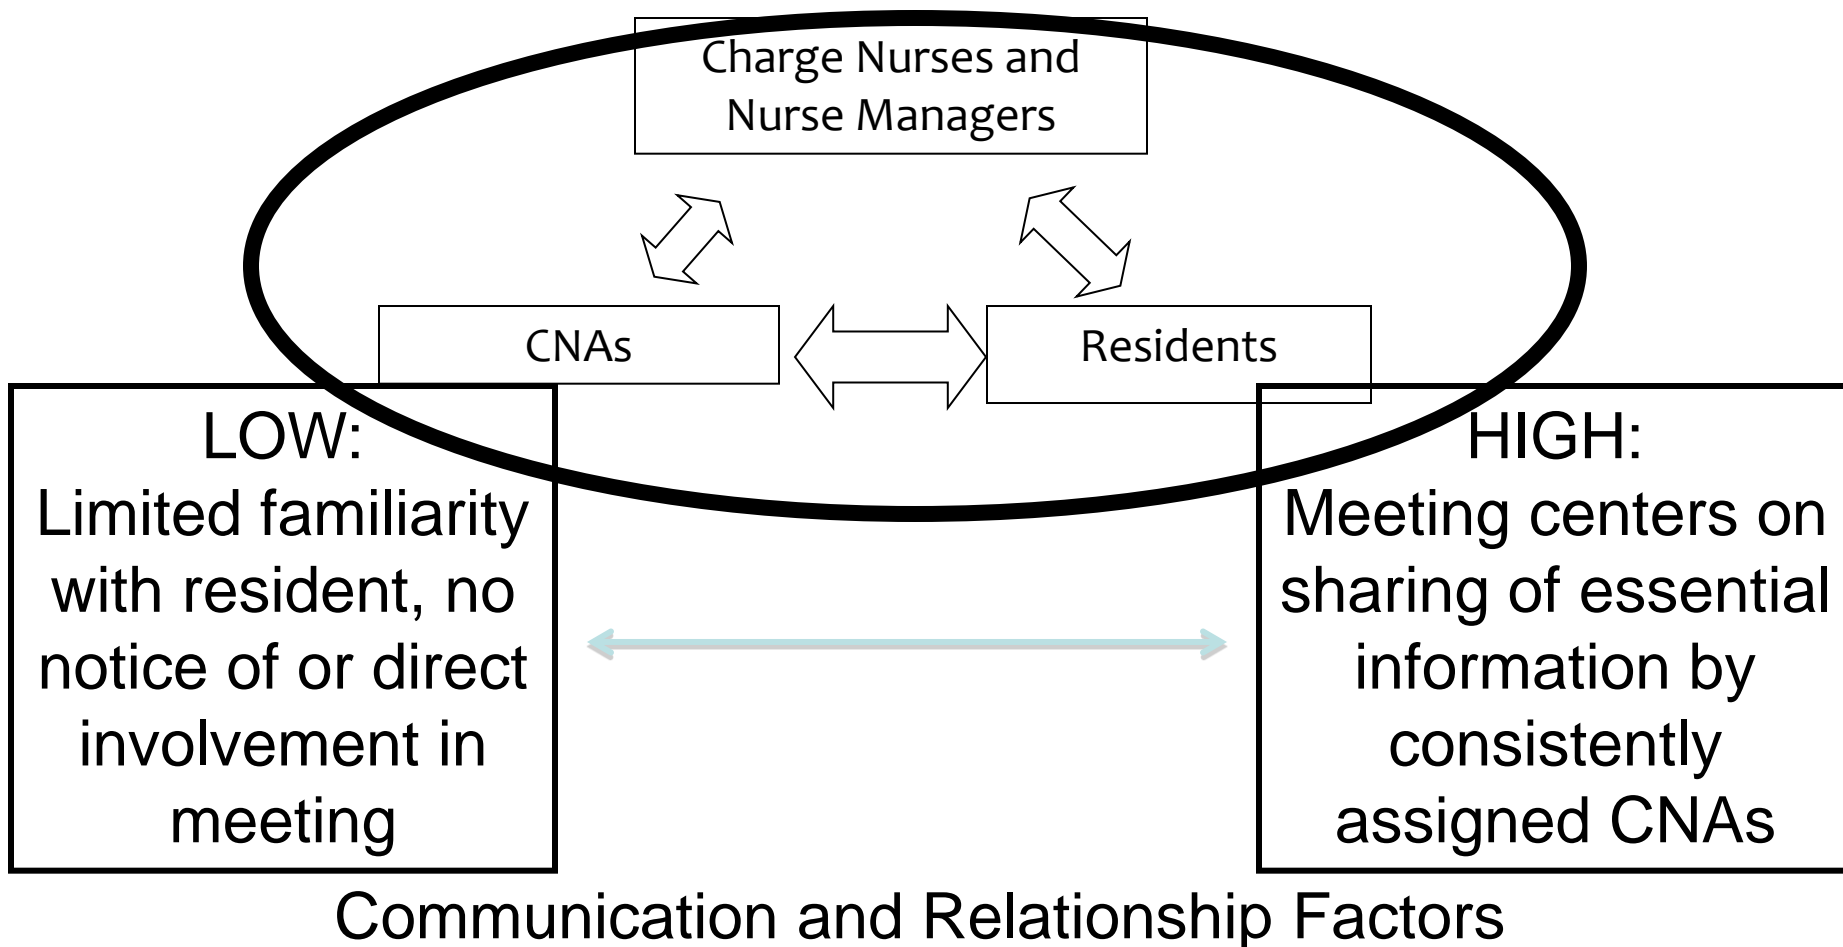 Charge Nurses and
Nurse Managers
CNAs
Residents
LOW:
Limited familiarity
with resident, no
notice of or direct
involvement in
meeting
HIGH:
Meeting centers on
sharing of essential
information by
consistently
assigned CNAs
Communication and Relationship Factors